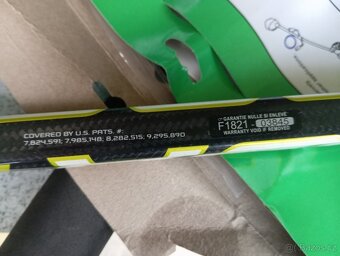 COVERED BY U.S. PATS. #:
7,824,591; 7,985,148; 8,282,515; 9,295,890
GARANTIE NULLE SI ENLEVÉ
F1821-03845
WARRANTY VOID IF REMOVED